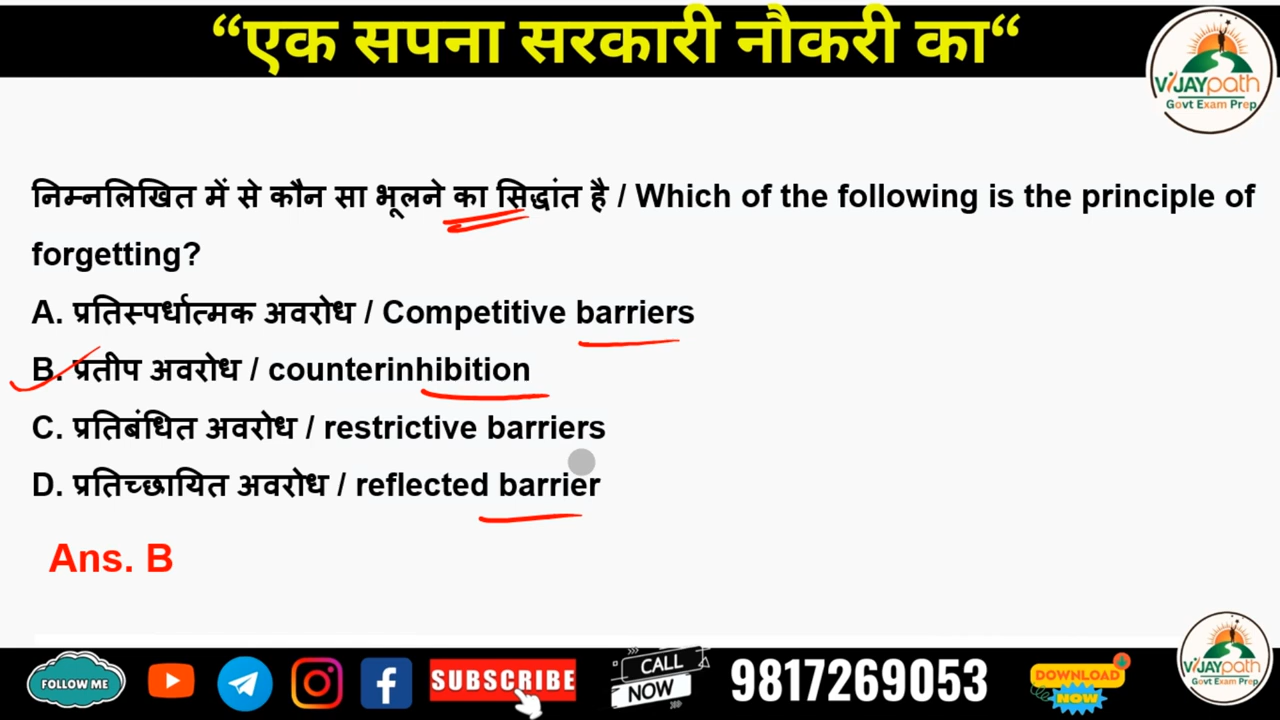 “एक सपना सरकारी नौकरी का“
ViJAYpath
Govt Exam Prep
निम्नलिखित में से कौन सा भूलने का सिद्धांत है / Which of the following is the principle of
forgetting?
A. प्रतिस्पर्धात्मक अवरोध / Competitive barriers
B. प्रतीप अवरोध / counterinhibition
C. प्रतिबंधित अवरोध / restrictive barriers
D. प्रतिच्छायित अवरोध / reflected barrier
Ans. B
FOLLOW ME
SUBSCRIBE
CALL
NOW
9817269053
DOWNLOAD
NOW
ViJAYpath
Govt Exam Prep